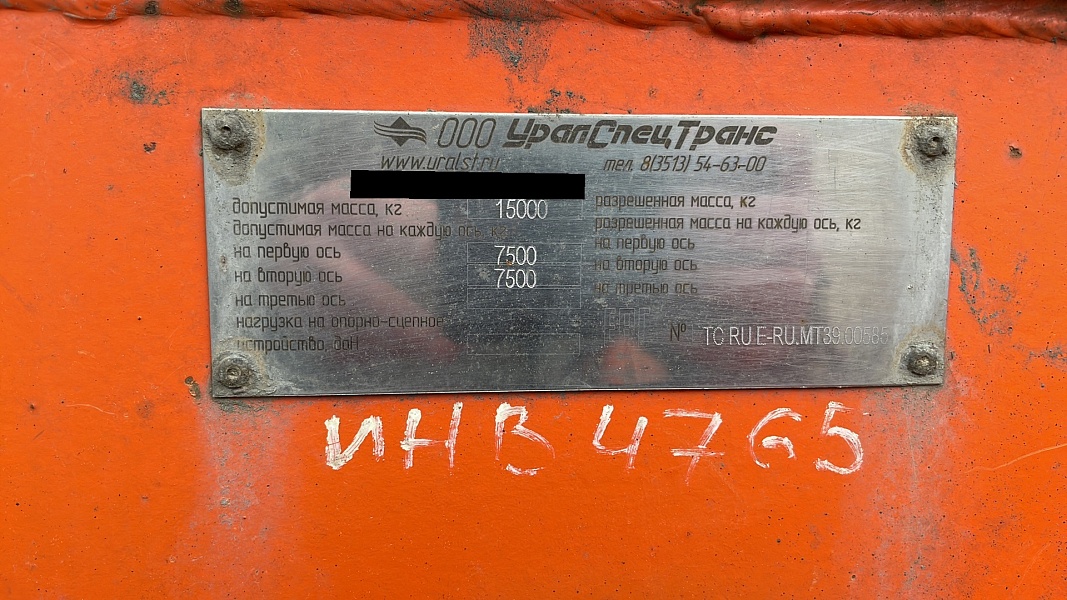 ООО УралСпецТранс
www.uralst.ru тел. 8(3513) 54-63-00
допустимая масса, кг 15000 разрешенная масса, кг
допустимая масса на каждую ось, кг разрешенная масса на каждую ось, кг
на первую ось 7500 на первую ось
на вторую ось 7500 на вторую ось
на третью ось на третью ось
нагрузка на опорно-сцепное
устройство, даН № ТС RU Е-RU.МТ39.00585
ИНВ 4765